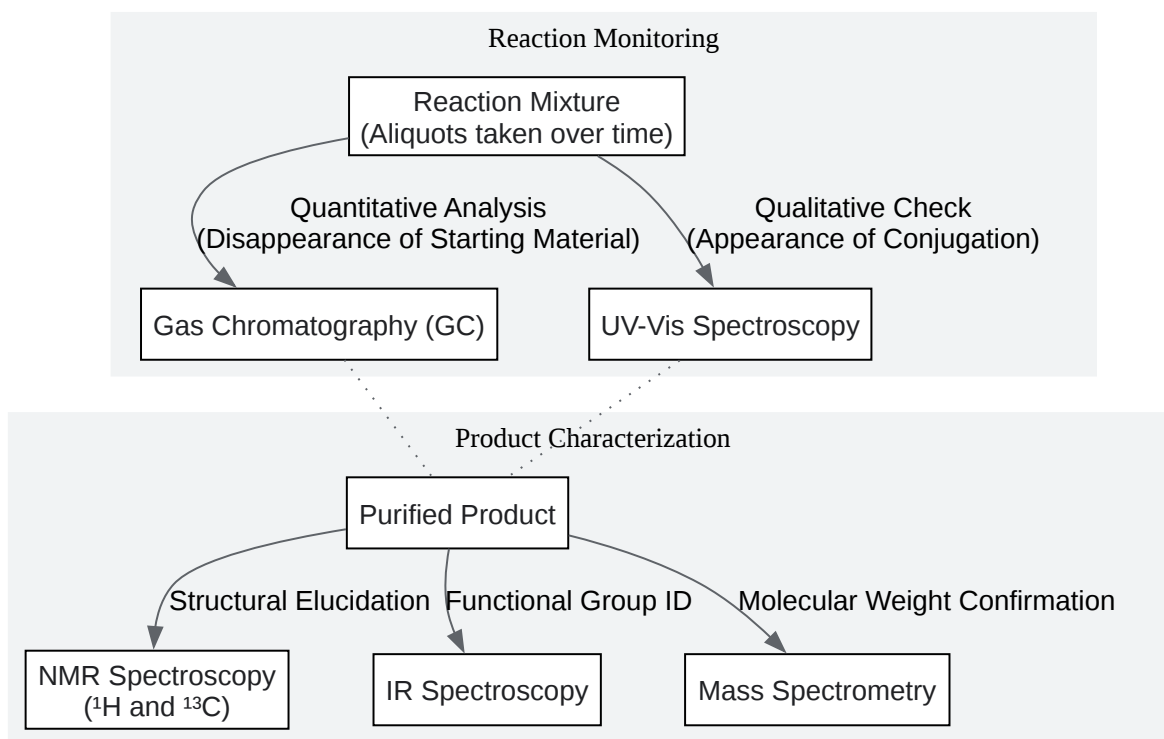 Reaction Monitoring
Reaction Mixture
(Aliquots taken over time)
Quantitative Analysis
(Disappearance of Starting Material)
Qualitative Check
(Appearance of Conjugation)
Gas Chromatography (GC)
UV-Vis Spectroscopy
Product Characterization
Purified Product
Structural Elucidation
Functional Group ID
Molecular Weight Confirmation
NMR Spectroscopy
(¹H and ¹³C)
IR Spectroscopy
Mass Spectrometry